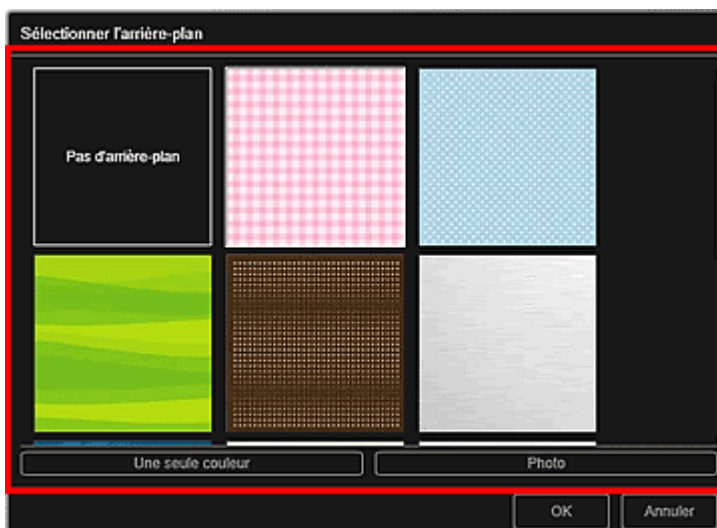 Sélectionner l'arrière-plan
Pas d'arrière-plan
Une seule couleur
Photo
OK
Annuler